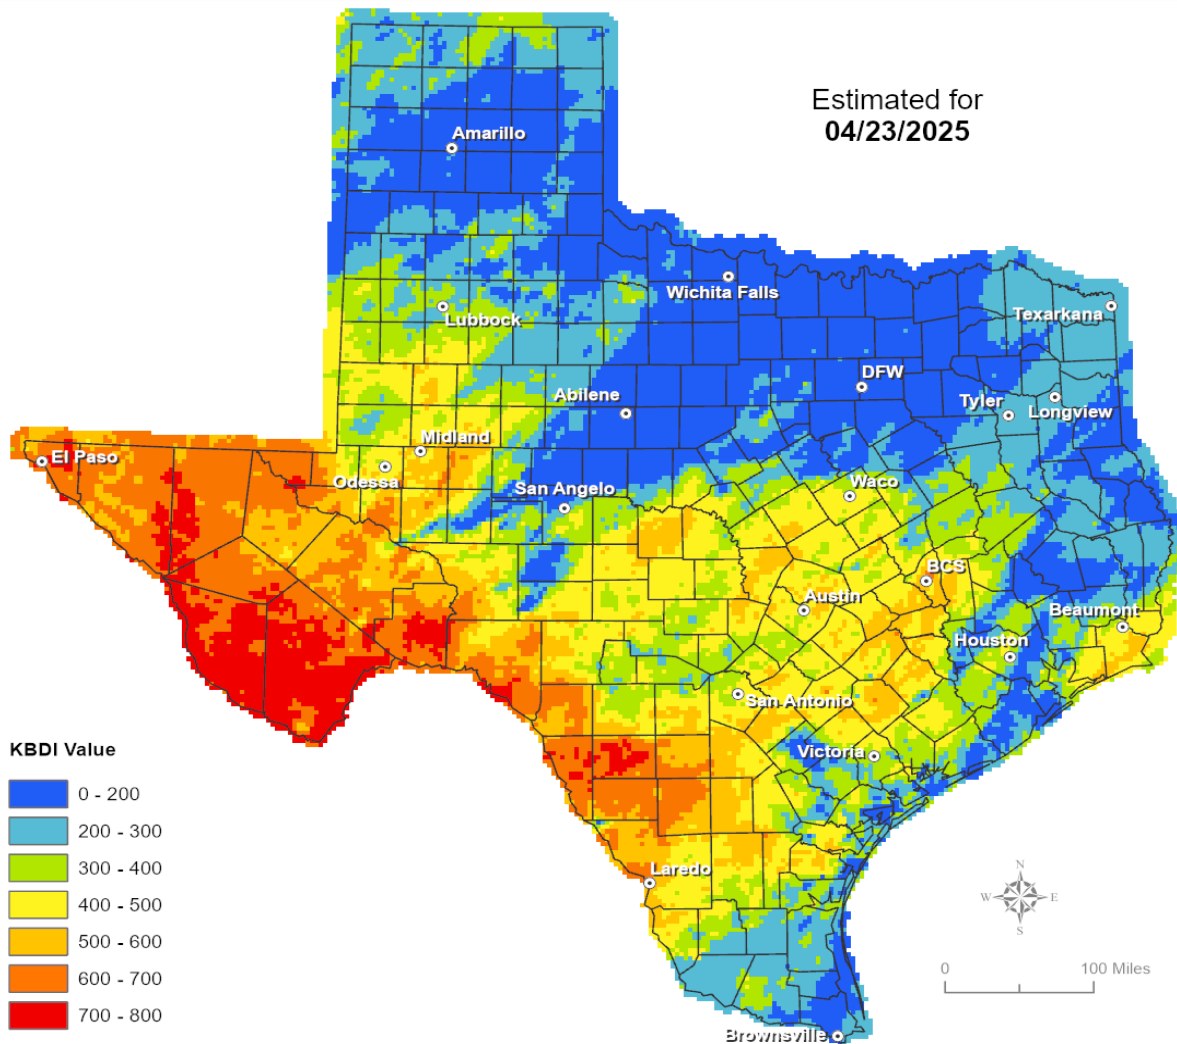 Estimated for
04/23/2025
Amarillo
Wichita Falls
Lubbock
Texarkana
DFW
Abilene
Tyler
Longview
Midland
El Paso
Odessa
San Angelo
Waco
BCS
Austin
Beaumont
Houston
San Antonio
Victoria
Laredo
Brownsville
KBDI Value
0 - 200
200 - 300
300 - 400
400 - 500
500 - 600
600 - 700
700 - 800
N
W E
S
0 100 Miles